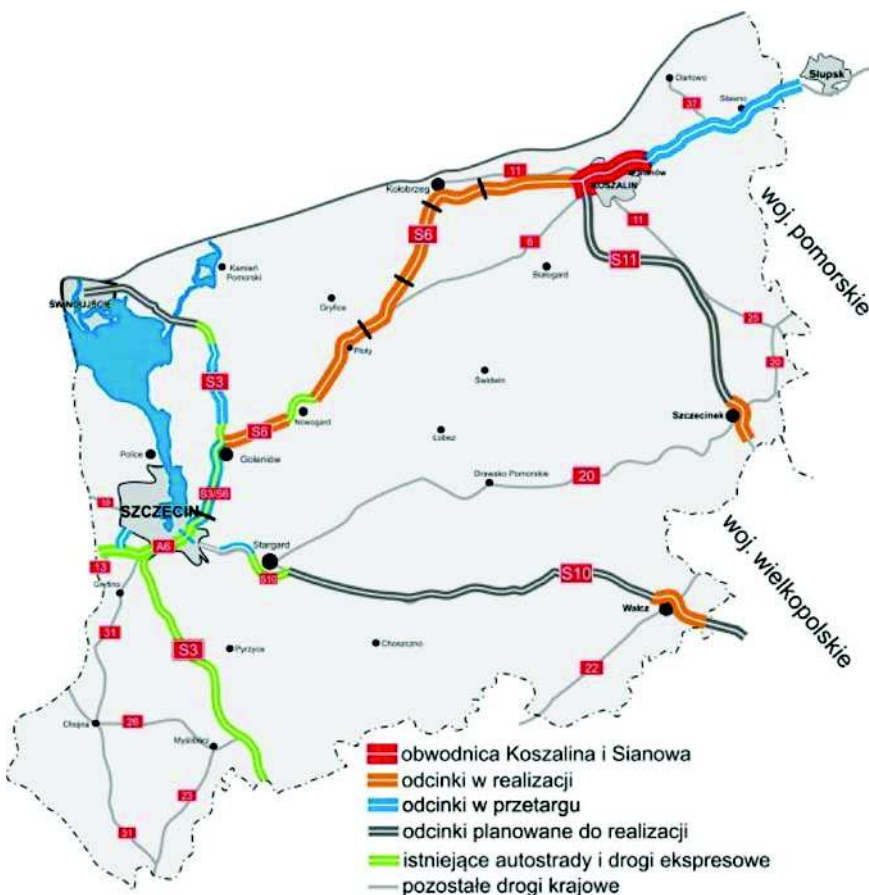 Słupsk
Darłowo
37
Sławno
11
Kołobrzeg
Sianów
KOSZALIN
woj. pomorskie
S6
6
11
S11
Białogard
Kamień
Pomorski
ŚWINOUJŚCIE
Gryfice
25
20
Płoty
S3
Świdwin
Nowogard
Szczecinek
S6
Łobez
Police
Goleniów
Drawsko Pomorskie
20
S3/S6
10
SZCZECIN
woj. wielkopolskie
A6
Stargard
13
S10
S10
Gryfino
Wałcz
31
S3
Pyrzyce
Choszczno
22
Chojna
26
Myślibórz
23
31
obwodnica Koszalina i Sianowa
odcinki w realizacji
odcinki w przetargu
odcinki planowane do realizacji
istniejące autostrady i drogi ekspresowe
pozostałe drogi krajowe